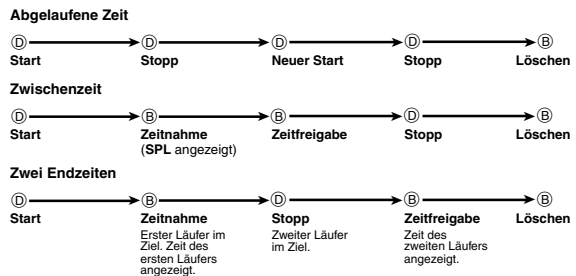 Abgelaufene Zeit
Ⓓ Ⓓ Ⓓ Ⓓ Ⓑ
Start Stopp Neuer Start Stopp Löschen
Zwischenzeit
Ⓓ Ⓑ Ⓑ Ⓓ Ⓑ
Start Zeitnahme Zeitfreigabe Stopp Löschen
(SPL angezeigt)
Zwei Endzeiten
Ⓓ Ⓑ Ⓓ Ⓑ Ⓑ
Start Zeitnahme Stopp Zeitfreigabe Löschen
Erster Läufer im Zweiter Läufer Zeit des
Ziel. Zeit des im Ziel. zweiten Läufers
ersten Läufers angezeigt.
angezeigt.